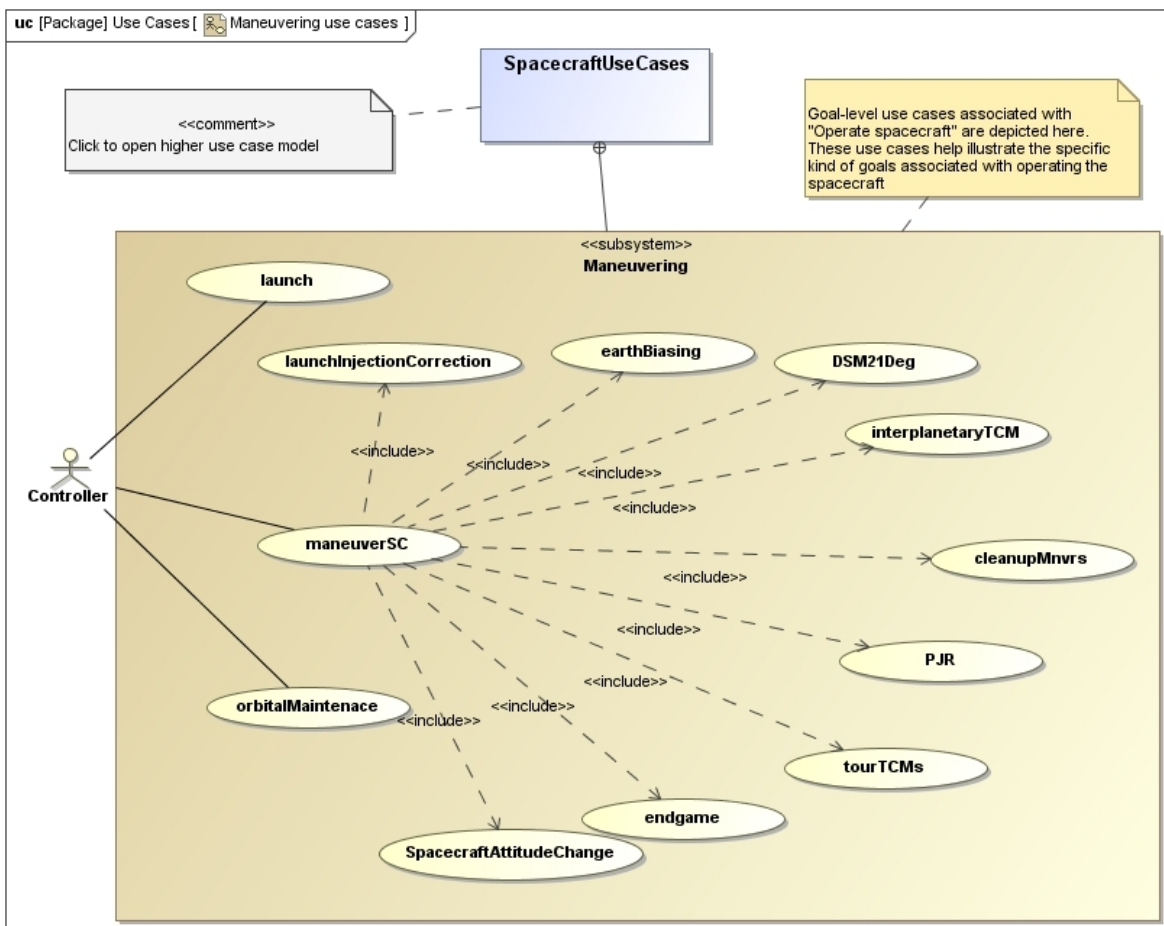 uc [Package] Use Cases [ Maneuvering use cases ]
SpacecraftUseCases
<<comment>>
Click to open higher use case model
Goal-level use cases associated with
"Operate spacecraft" are depicted here.
These use cases help illustrate the specific
kind of goals associated with operating the
spacecraft
<<subsystem>>
Maneuvering
launch
launchInjectionCorrection
earthBiasing
DSM21Deg
interplanetaryTCM
<<include>>
<<include>>
<<include>>
<<include>>
Controller
maneuverSC
cleanupMnvrs
<<include>>
<<include>>
PJR
<<include>>
orbitalMaintenace
<<include>>
<<include>>
tourTCMs
endgame
SpacecraftAttitudeChange